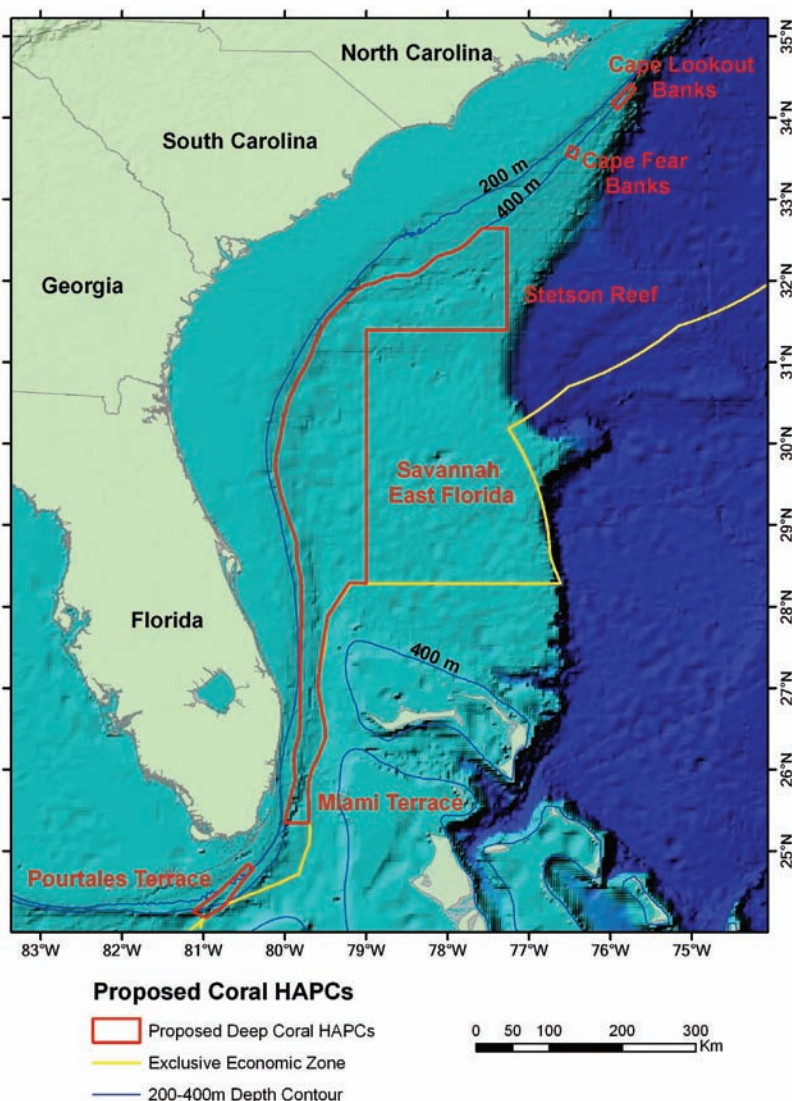 North Carolina
Cape Lookout
Banks
South Carolina
200 m
Cape Fear
Banks
400 m
Georgia
Stetson Reef
Savannah
East Florida
Florida
400 m
Miami Terrace
Pourtales Terrace
35°N
34°N
33°N
32°N
31°N
30°N
29°N
28°N
27°N
26°N
25°N
83°W 82°W 81°W 80°W 79°W 78°W 77°W 76°W 75°W
Proposed Coral HAPCs
Proposed Deep Coral HAPCs
Exclusive Economic Zone
200-400m Depth Contour
0 50 100 200 300
Km